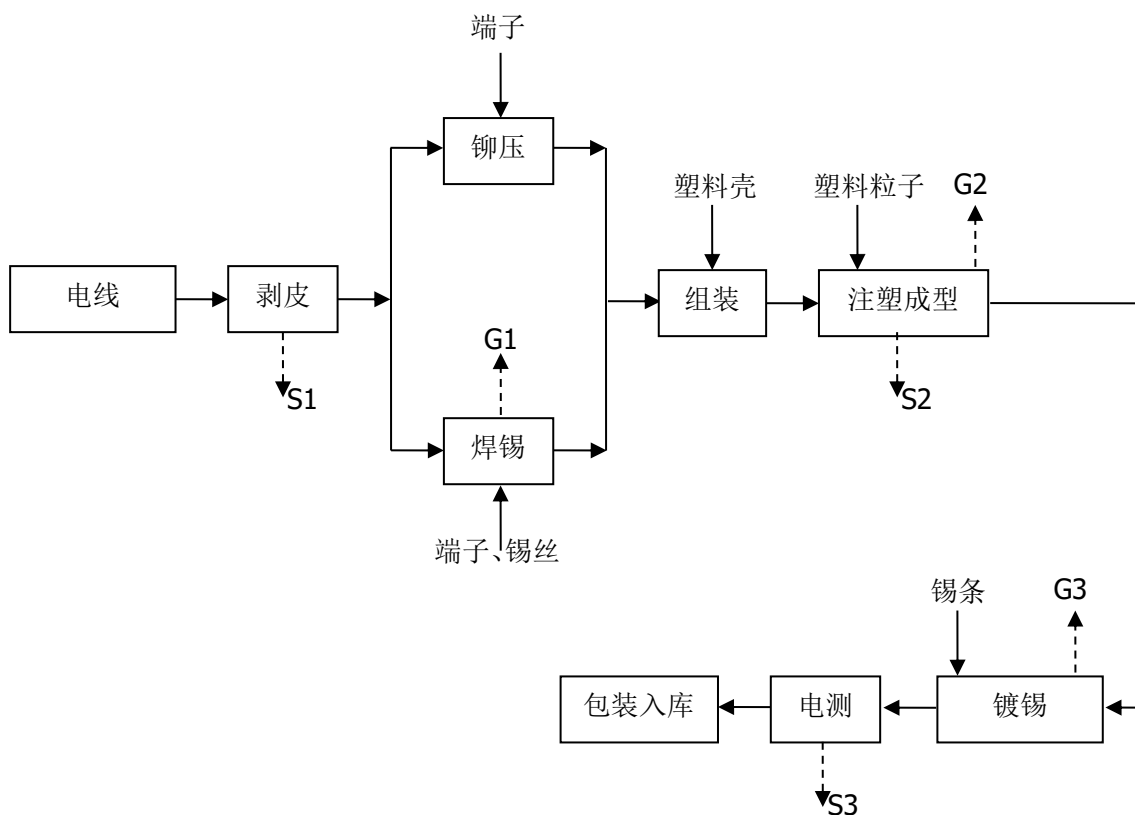 端子
铆压
塑料壳
塑料粒子
G2
电线
剥皮
组装
注塑成型
G1
S1
S2
焊锡
端子、锡丝
锡条
G3
包装入库
电测
镀锡
S3